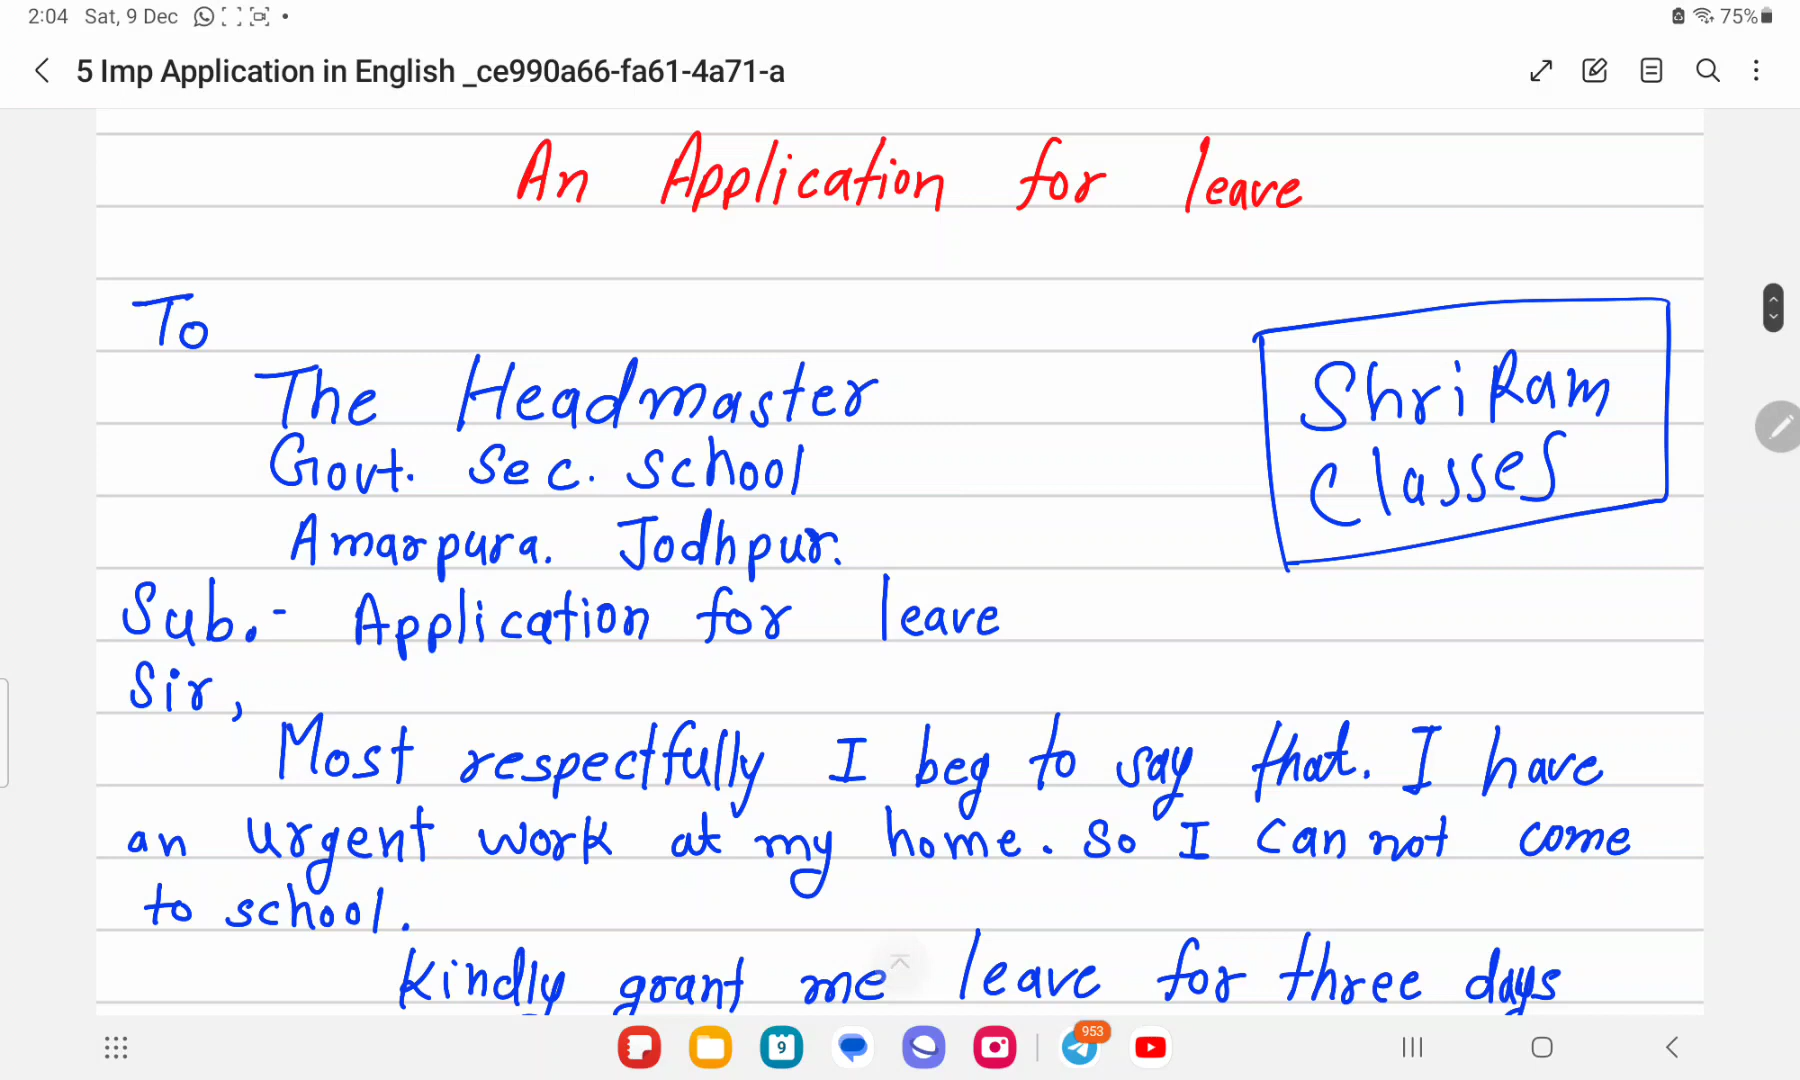 2:04 Sat, 9 Dec
75%
5 Imp Application in English _ce990a66-fa61-4a71-a
An Application for leave
To
The Headmaster
Govt. Sec. School
Amarpura. Jodhpur.
Shri Ram
Classes
Sub.- Application for leave
Sir,
Most respectfully I beg to say that. I have
an urgent work at my home. So I can not come
to school.
Kindly grant me leave for three days
9
953